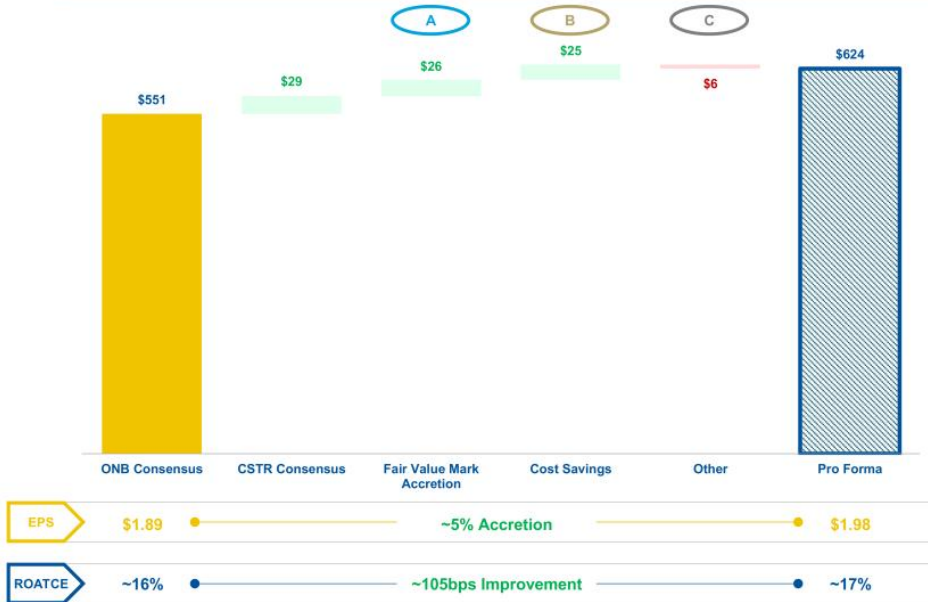 A
B
C
$551
$29
$26
$25
$6
$624
ONB Consensus
CSTR Consensus
Fair Value Mark
Accretion
Cost Savings
Other
Pro Forma
EPS
$1.89
~5% Accretion
$1.98
ROATCE
~16%
~105bps Improvement
~17%